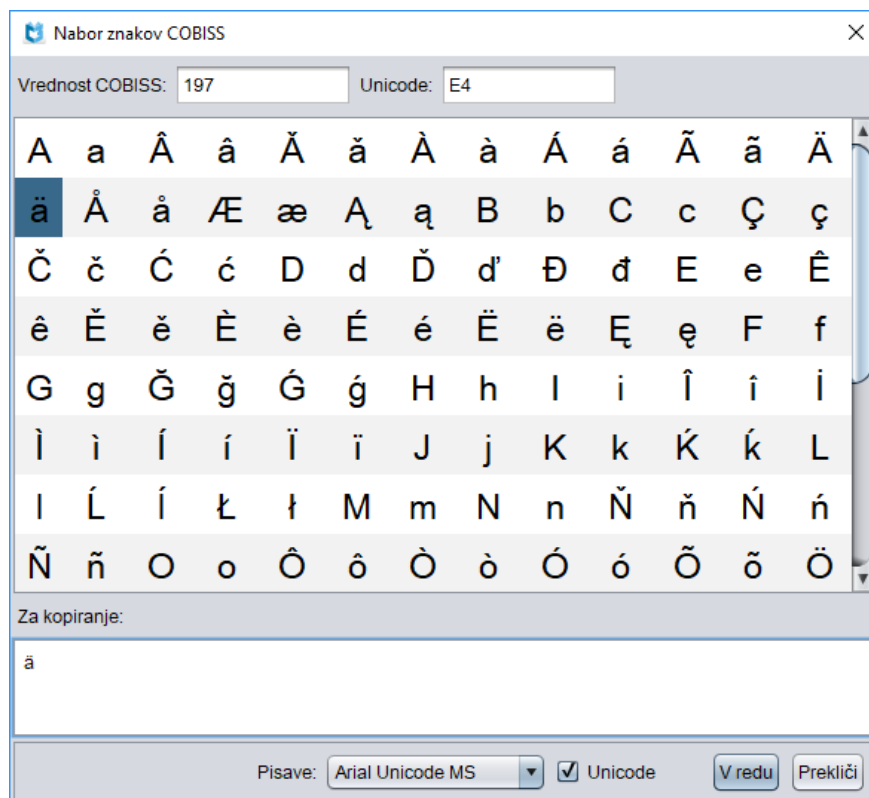 Nabor znakov COBISS
Vrednost COBISS: 197 Unicode: E4
A a Â â Ă ă À à Á á Ã ã Ä
ä Å å Æ æ Ą ą B b C c Ç ç
Č č Ć ć D d Ď ď Đ đ E e Ê
ê Ě ě È è É é Ë ë Ę ę F f
G g Ğ ğ Ǵ ǵ H h I i Î î İ
Ì ì Í í Ï ï J j K k Ḱ ḱ L
l Ĺ ĺ Ł ł M m N n Ň ň Ń ń
Ñ ñ O o Ô ô Ò ò Ó ó Õ õ Ö
Za kopiranje:
ä
Pisave: Arial Unicode MS Unicode V redu Prekliči